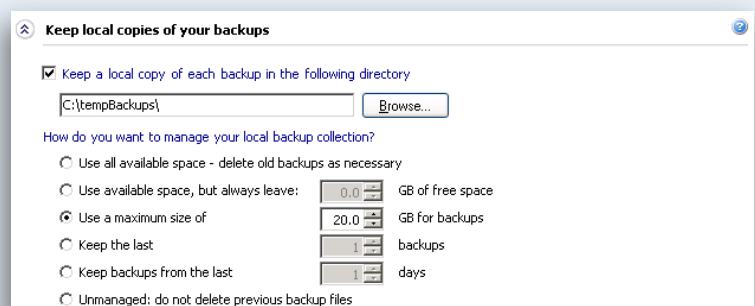 Keep local copies of your backups
Keep a local copy of each backup in the following directory
C:\tempBackups\ Browse...
How do you want to manage your local backup collection?
Use all available space - delete old backups as necessary
Use available space, but always leave: 0.0 GB of free space
Use a maximum size of 20.0 GB for backups
Keep the last 1 backups
Keep backups from the last 1 days
Unmanaged: do not delete previous backup files